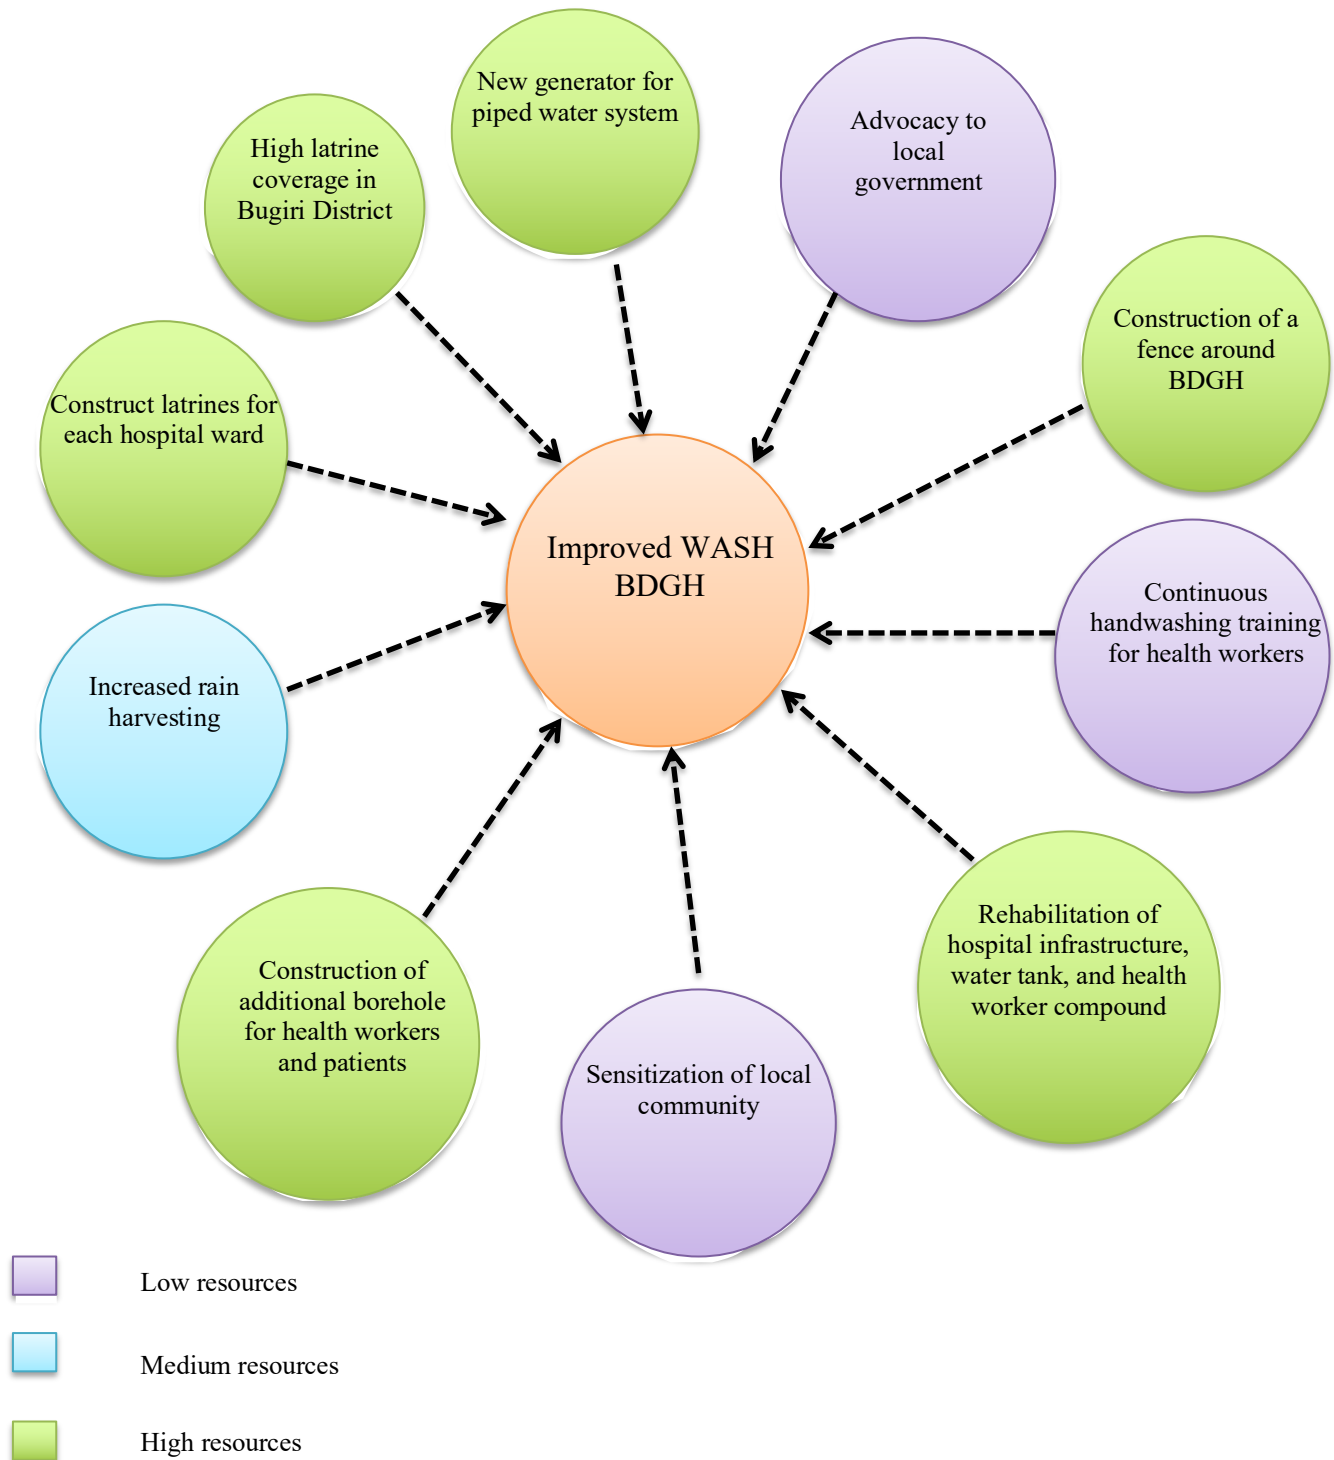 New generator for
piped water system
Advocacy to
local
government
High latrine
coverage in
Bugiri District
Construction of a
fence around
BDGH
Construct latrines for
each hospital ward
Improved WASH
BDGH
Continuous
handwashing training
for health workers
Increased rain
harvesting
Rehabilitation of
hospital infrastructure,
water tank, and health
worker compound
Construction of
additional borehole
for health workers
and patients
Sensitization of local
community
Low resources
Medium resources
High resources